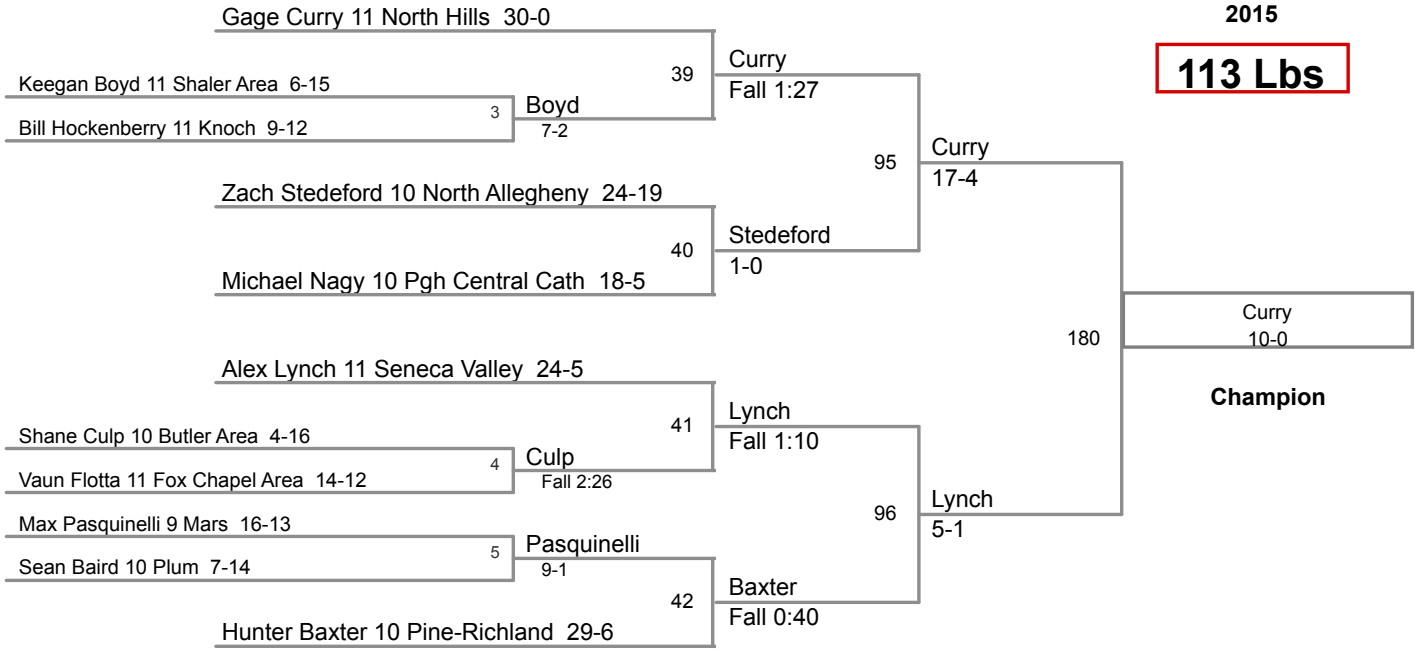 Gage Curry 11 North Hills 30-0
2015
113 Lbs
39
Curry
Fall 1:27
Keegan Boyd 11 Shaler Area 6-15
3
Boyd
7-2
Bill Hockenberry 11 Knoch 9-12
95
Curry
17-4
Zach Stedeford 10 North Allegheny 24-19
40
Stedeford
1-0
Michael Nagy 10 Pgh Central Cath 18-5
180
Curry
10-0
Champion
Alex Lynch 11 Seneca Valley 24-5
41
Lynch
Fall 1:10
Shane Culp 10 Butler Area 4-16
4
Culp
Fall 2:26
Vaun Flotta 11 Fox Chapel Area 14-12
96
Lynch
5-1
Max Pasquinelli 9 Mars 16-13
5
Pasquinelli
9-1
Sean Baird 10 Plum 7-14
42
Baxter
Fall 0:40
Hunter Baxter 10 Pine-Richland 29-6